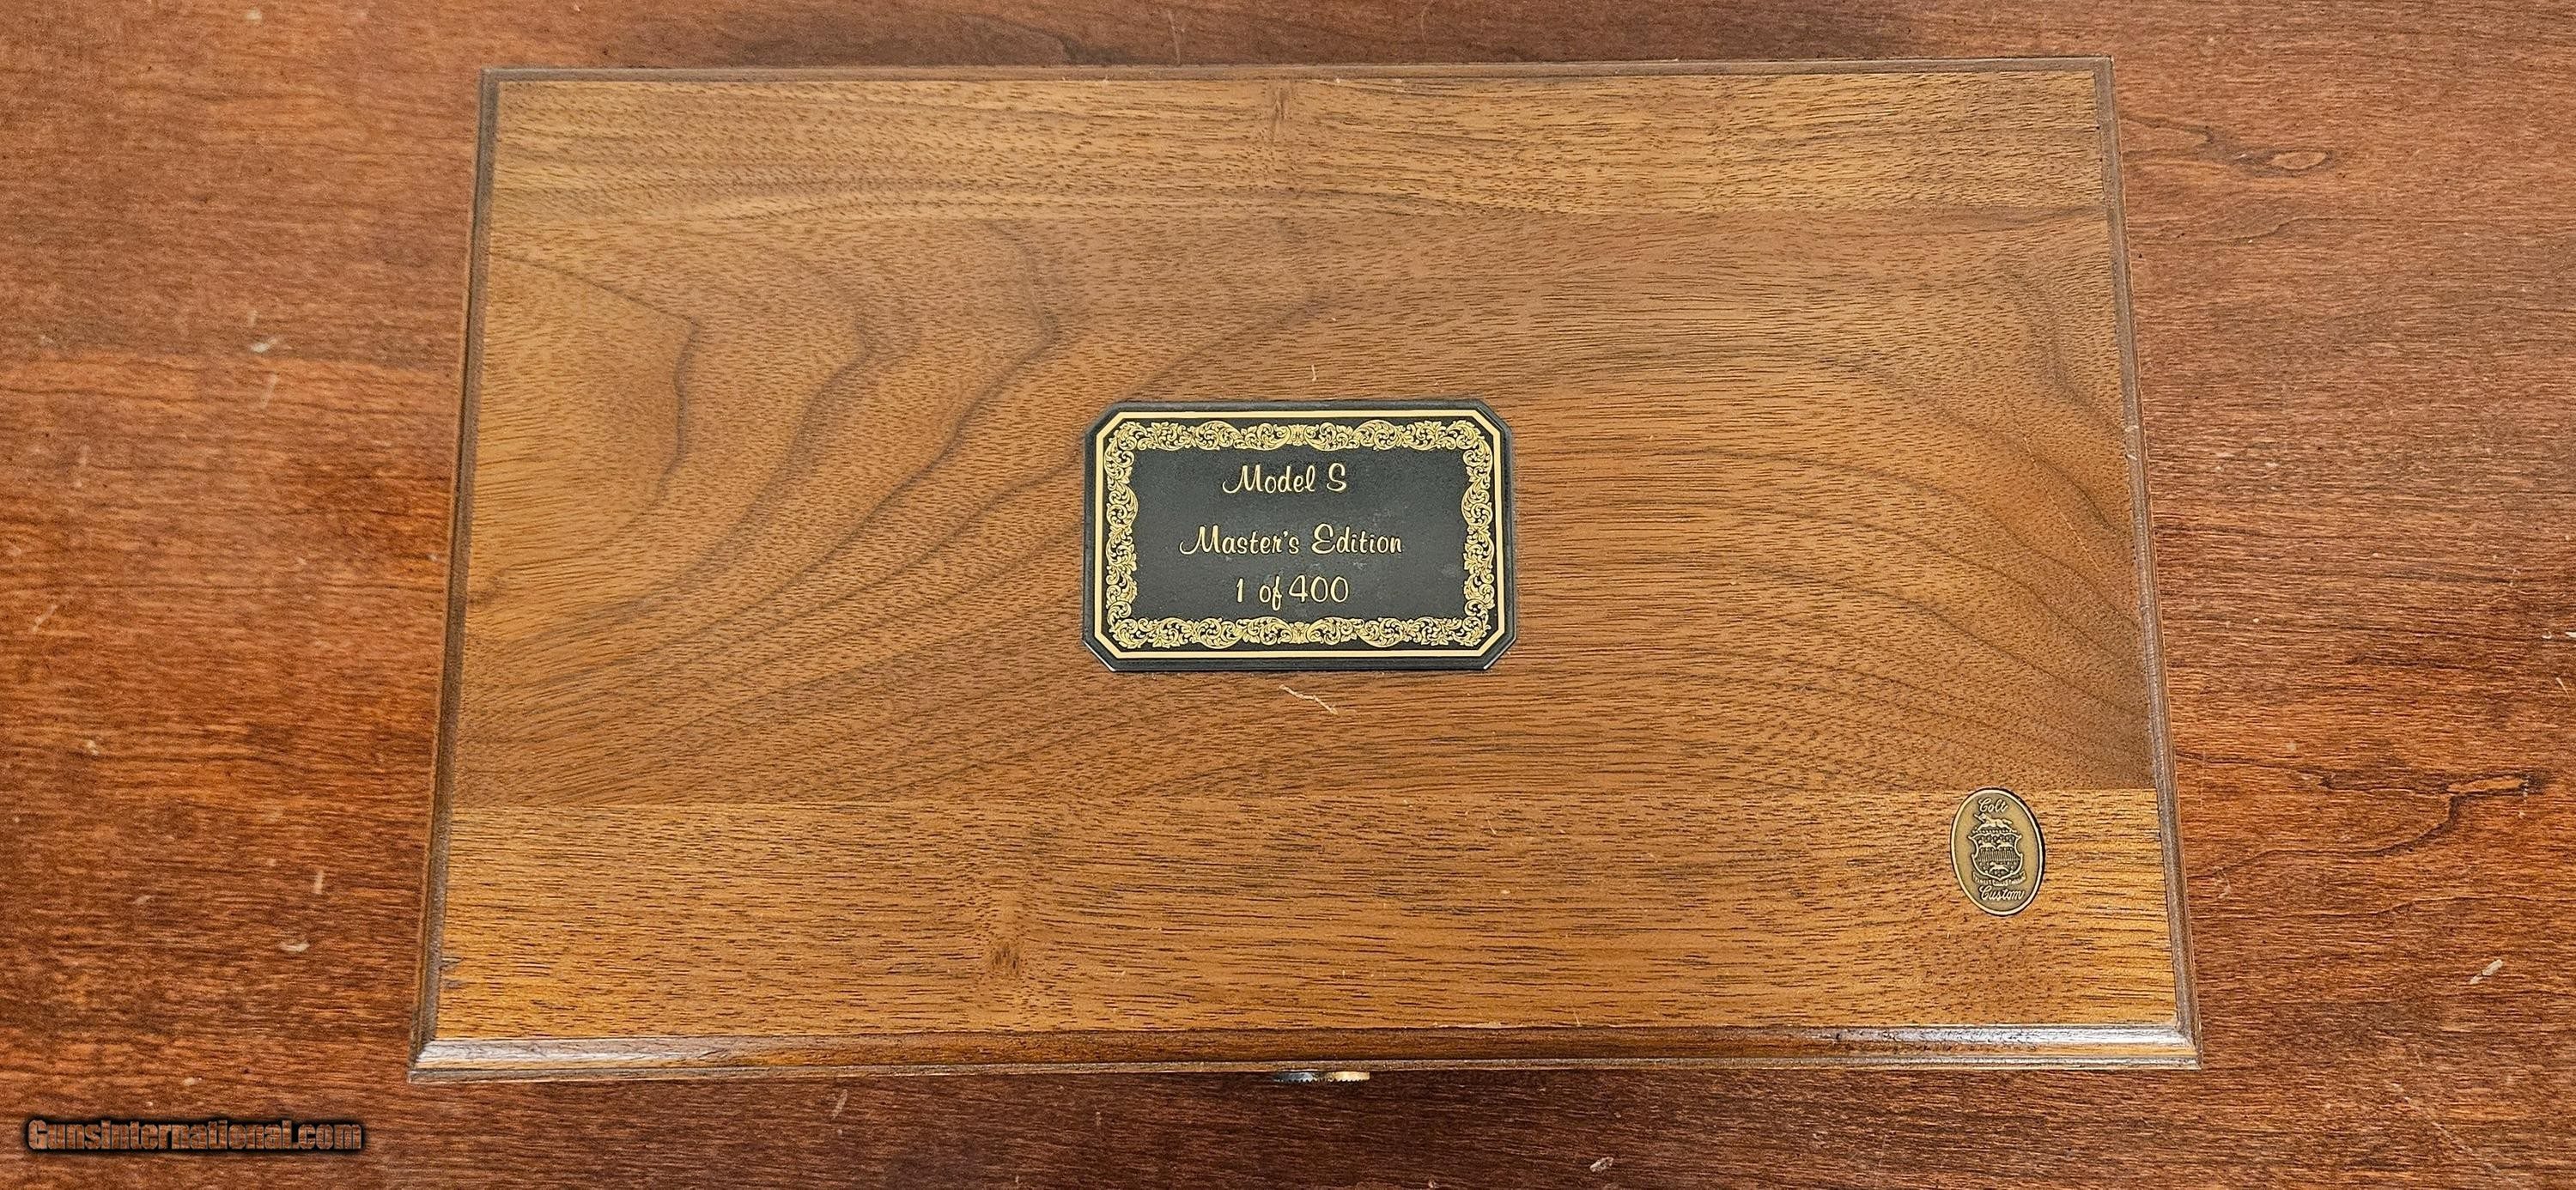 Model S
Master's Edition
1 of 400
Colt
Custom
GunsInternational.com